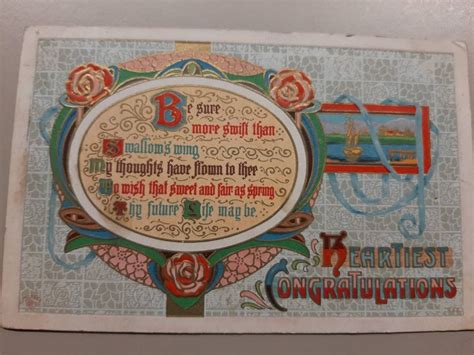 Be sure
more swift than
Swallows wing
My thoughts have flown to thee
To wish that sweet and fair as spring
Thy future Life may be.
HEARTIEST
CONGRATULATIONS